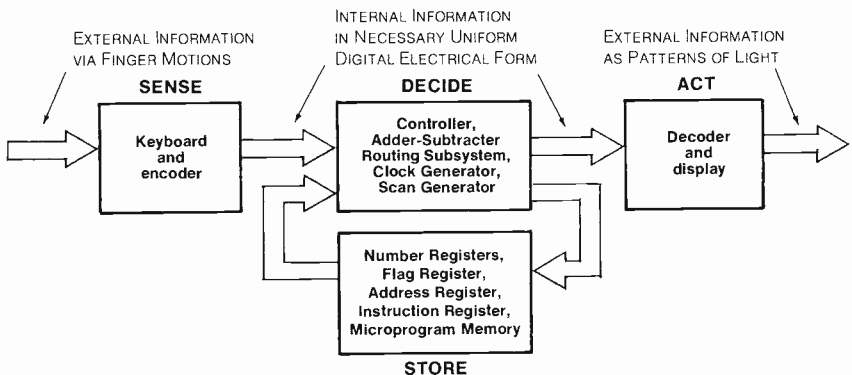 EXTERNAL INFORMATION
VIA FINGER MOTIONS
INTERNAL INFORMATION
IN NECESSARY UNIFORM
DIGITAL ELECTRICAL FORM
EXTERNAL INFORMATION
AS PATTERNS OF LIGHT
SENSE
DECIDE
ACT
Keyboard
and
encoder
Controller,
Adder-Subtracter
Routing Subsystem,
Clock Generator,
Scan Generator
Decoder
and
display
Number Registers,
Flag Register,
Address Register,
Instruction Register,
Microprogram Memory
STORE